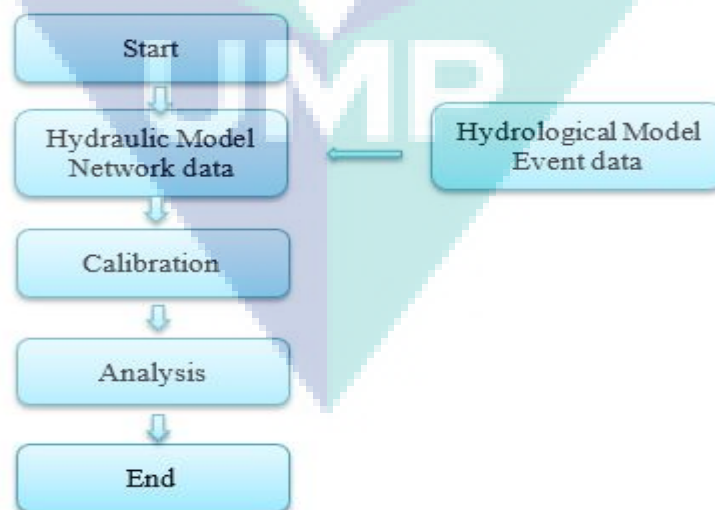 UMP
Start
Hydraulic Model
Network data
Hydrological Model
Event data
Calibration
Analysis
End